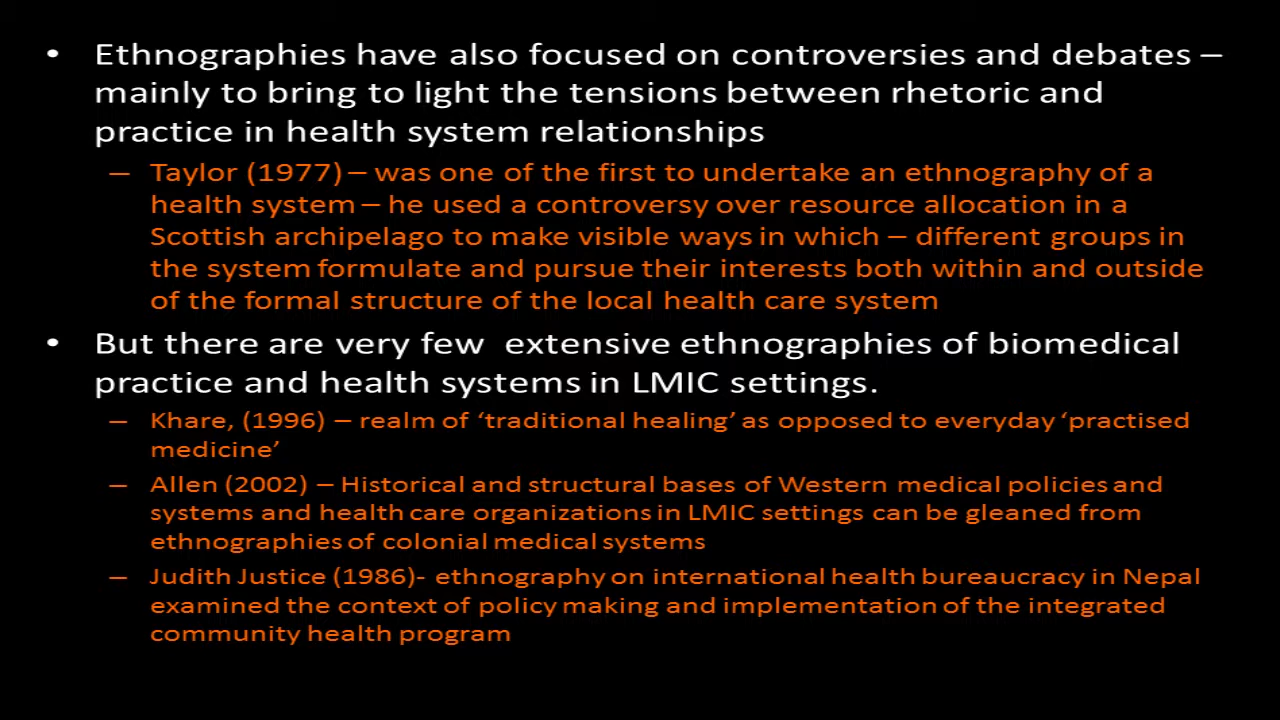 • Ethnographies have also focused on controversies and debates –
mainly to bring to light the tensions between rhetoric and
practice in health system relationships
– Taylor (1977) – was one of the first to undertake an ethnography of a
health system – he used a controversy over resource allocation in a
Scottish archipelago to make visible ways in which – different groups in
the system formulate and pursue their interests both within and outside
of the formal structure of the local health care system
• But there are very few  extensive ethnographies of biomedical
practice and health systems in LMIC settings.
– Khare, (1996) – realm of ‘traditional healing’ as opposed to everyday ‘practised
medicine’
– Allen (2002) – Historical and structural bases of Western medical policies and
systems and health care organizations in LMIC settings can be gleaned from
ethnographies of colonial medical systems
– Judith Justice (1986)- ethnography on international health bureaucracy in Nepal
examined the context of policy making and implementation of the integrated
community health program